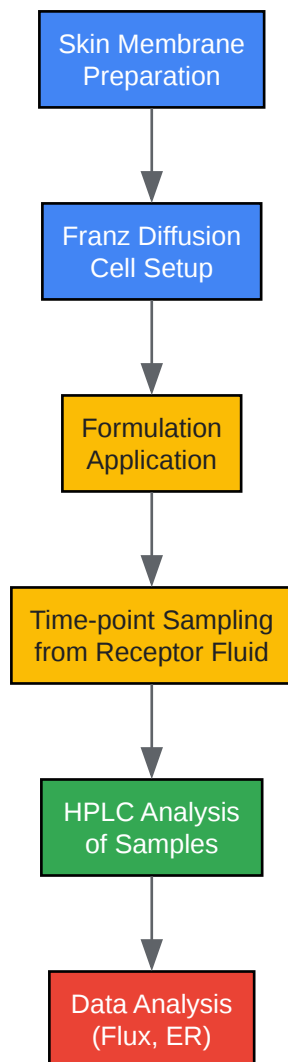 Skin Membrane
Preparation
Franz Diffusion
Cell Setup
Formulation
Application
Time-point Sampling
from Receptor Fluid
HPLC Analysis
of Samples
Data Analysis
(Flux, ER)